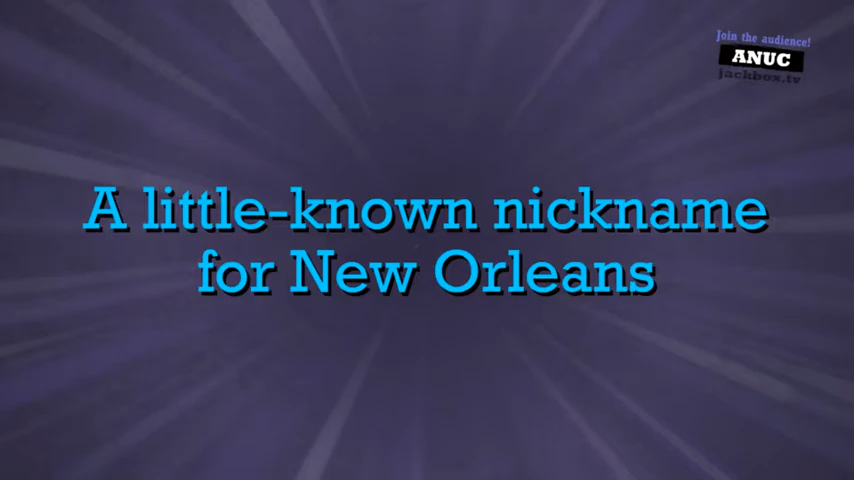 Join the audience!
ANUC
jackbox.tv
A little-known nickname
for New Orleans